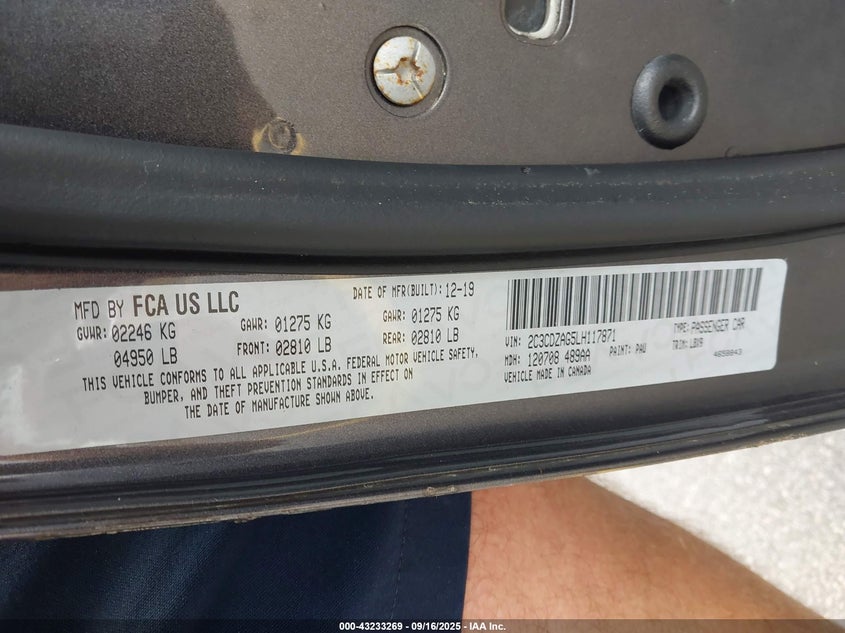 MFD BY FCA US LLC
DATE OF MFR(BUILT): 12-19
GVWR: 02246 KG
GAWR: 01275 KG
GAWR: 01275 KG
04950 LB
FRONT: 02810 LB
REAR: 02810 LB
THIS VEHICLE CONFORMS TO ALL APPLICABLE U.S.A. FEDERAL MOTOR VEHICLE SAFETY,
BUMPER, AND THEFT PREVENTION STANDARDS IN EFFECT ON
THE DATE OF MANUFACTURE SHOWN ABOVE.
VIN: 2C3CDZAG5LH117871
TYPE: PASSENGER CAR
MDH: 120708 489AA
PAINT: PAU
TRIM: LBX9
VEHICLE MADE IN CANADA
4658843
000-43233269 - 09/16/2025 - IAA Inc.